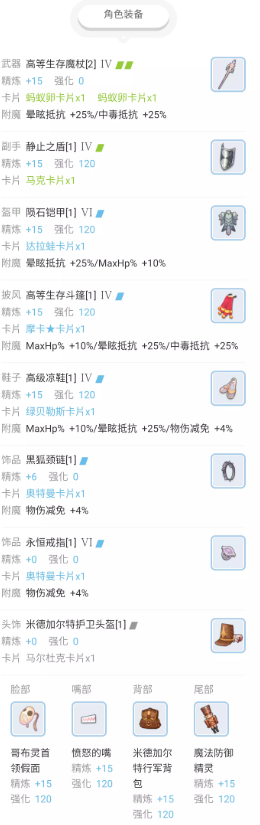 角色装备
武器 高等生存魔杖[2] IV
精炼 +15 强化 0
卡片 蚂蚁卵卡片x1 蚂蚁卵卡片x1
附魔 晕眩抵抗 +25%/中毒抵抗 +25%
副手 静止之盾[1] IV
精炼 +15 强化 120
卡片 马克卡片x1
盔甲 陨石铠甲[1] VI
精炼 +15 强化 120
卡片 达拉蛙卡片x1
附魔 晕眩抵抗 +25%/MaxHp% +10%
披风 高等生存斗篷[1] IV
精炼 +15 强化 120
卡片 摩卡★卡片x1
附魔 MaxHp% +10%/晕眩抵抗 +25%/中毒抵抗 +25%
鞋子 高级凉鞋[1] IV
精炼 +15 强化 120
卡片 绿贝勒斯卡片x1
附魔 MaxHp% +10%/晕眩抵抗 +25%/物伤减免 +4%
饰品 黑狐颈链[1]
精炼 +6 强化 0
卡片 奥特曼卡片x1
附魔 物伤减免 +4%
饰品 永恒戒指[1] VI
精炼 +0 强化 0
卡片 奥特曼卡片x1
附魔 物伤减免 +4%
头饰 米德加尔特护卫头盔[1]
精炼 +0 强化 0
卡片 马尔杜克卡片x1
脸部 嘴部 背部 尾部
哥布灵首 愤怒的嘴 米德加尔 魔法防御
领假面 精炼 +15 特行军背 精灵
精炼 +15 强化 120 包 精炼 +15
强化 120 精炼 +15 强化 120
强化 120